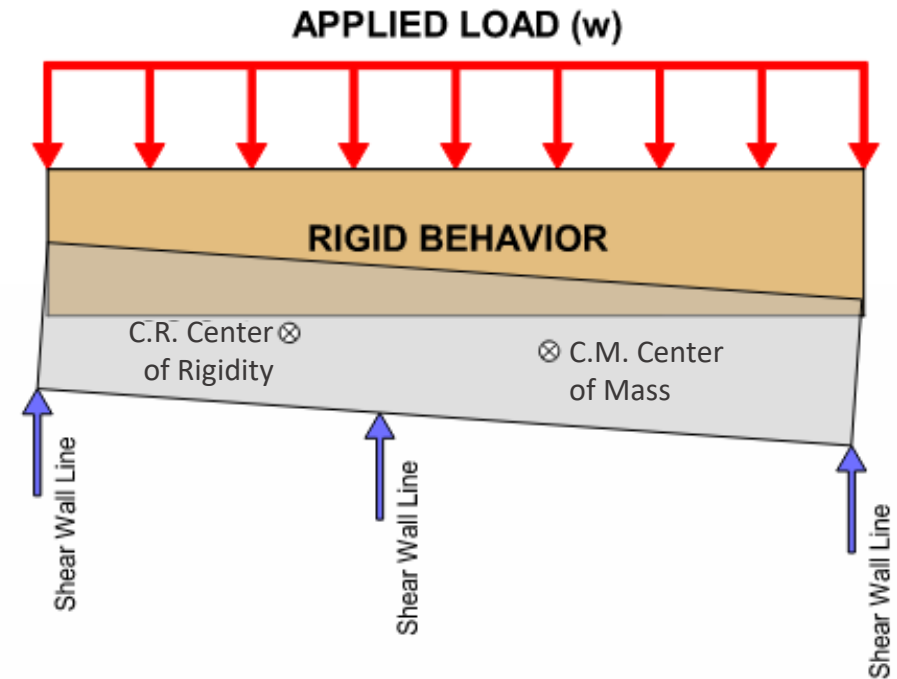 APPLIED LOAD (w)
RIGID BEHAVIOR
C.R. Center
of Rigidity
C.M. Center
of Mass
Shear Wall Line
Shear Wall Line
Shear Wall Line